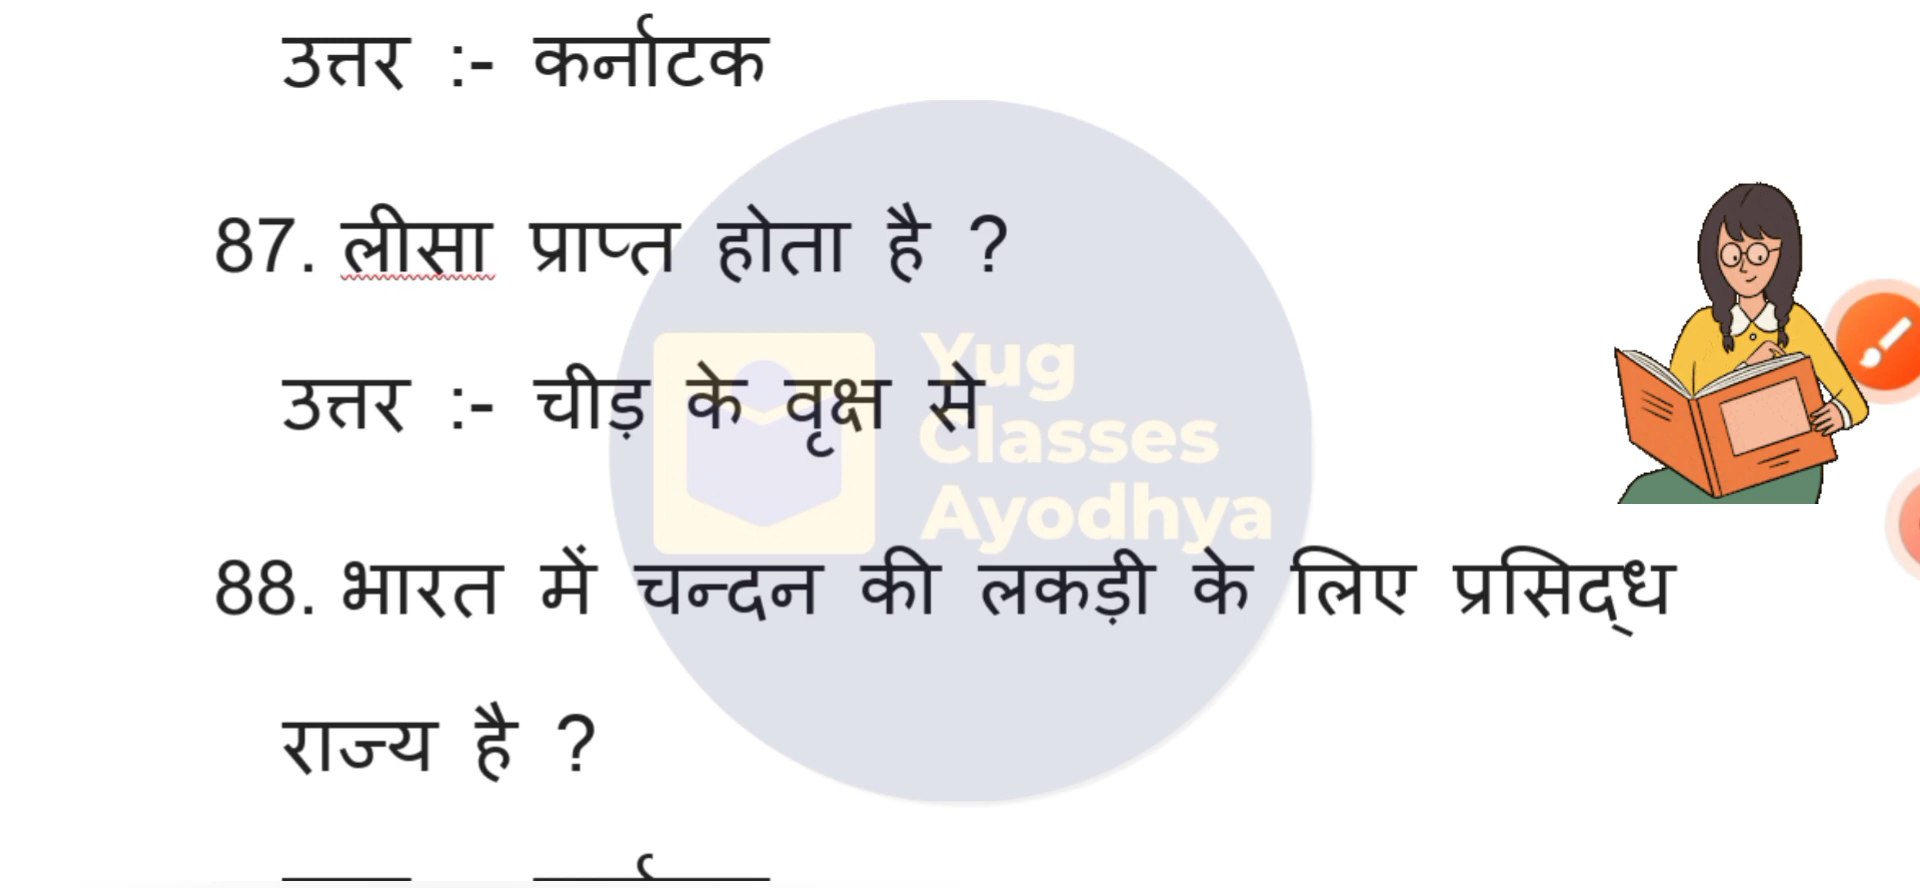 उत्तर :- कर्नाटक
87. लीसा प्राप्त होता है ?
उत्तर :- चीड़ के वृक्ष से
Yug
Classes
Ayodhya
88. भारत में चन्दन की लकड़ी के लिए प्रसिद्ध
राज्य है ?